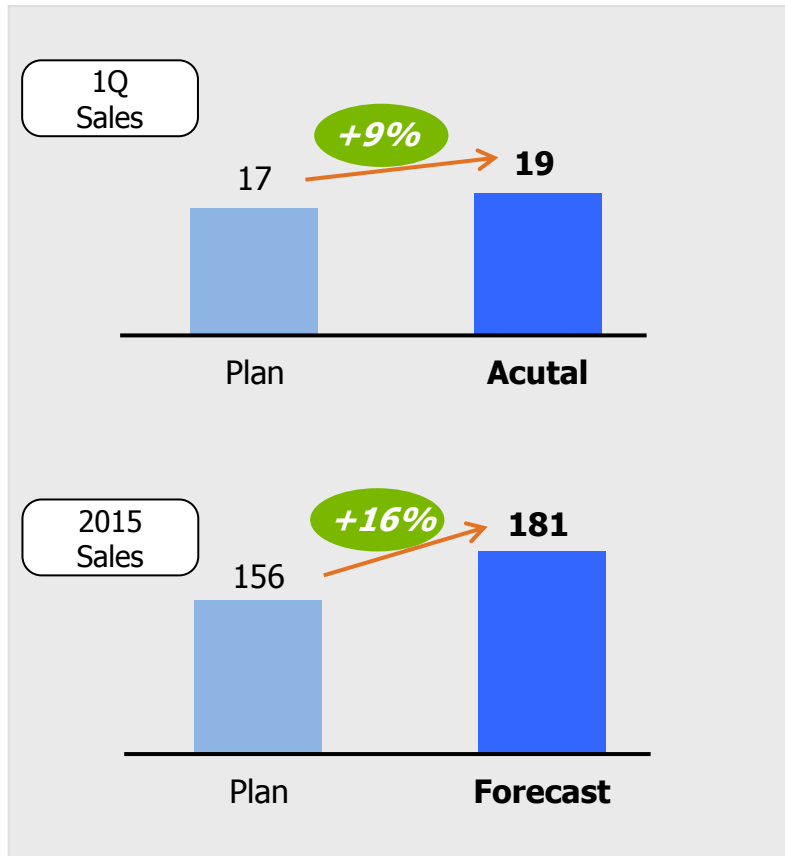 1Q
Sales
+9%
17
19
Plan
Acutal
2015
Sales
+16%
156
181
Plan
Forecast